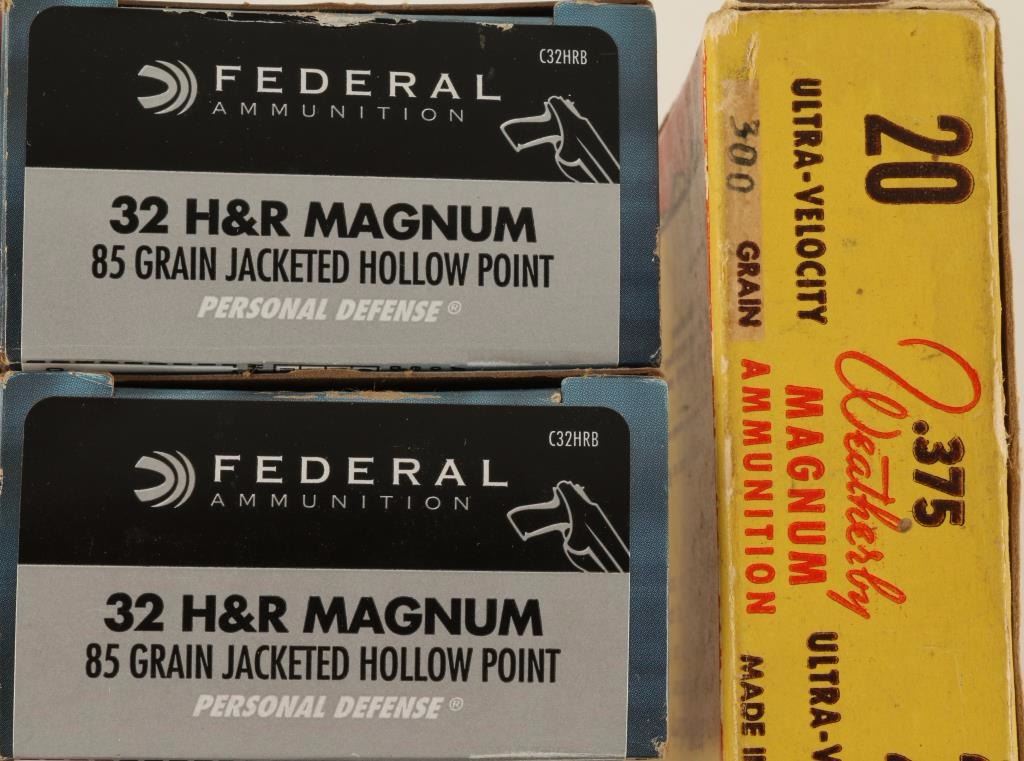 C32HRB
FEDERAL
AMMUNITION
32 H&R MAGNUM
85 GRAIN JACKETED HOLLOW POINT
PERSONAL DEFENSE®
C32HRB
FEDERAL
AMMUNITION
32 H&R MAGNUM
85 GRAIN JACKETED HOLLOW POINT
PERSONAL DEFENSE®
20
ULTRA-VELOCITY
300 GRAIN
.375
Weatherby
MAGNUM
AMMUNITION
ULTRA-V
MADE I